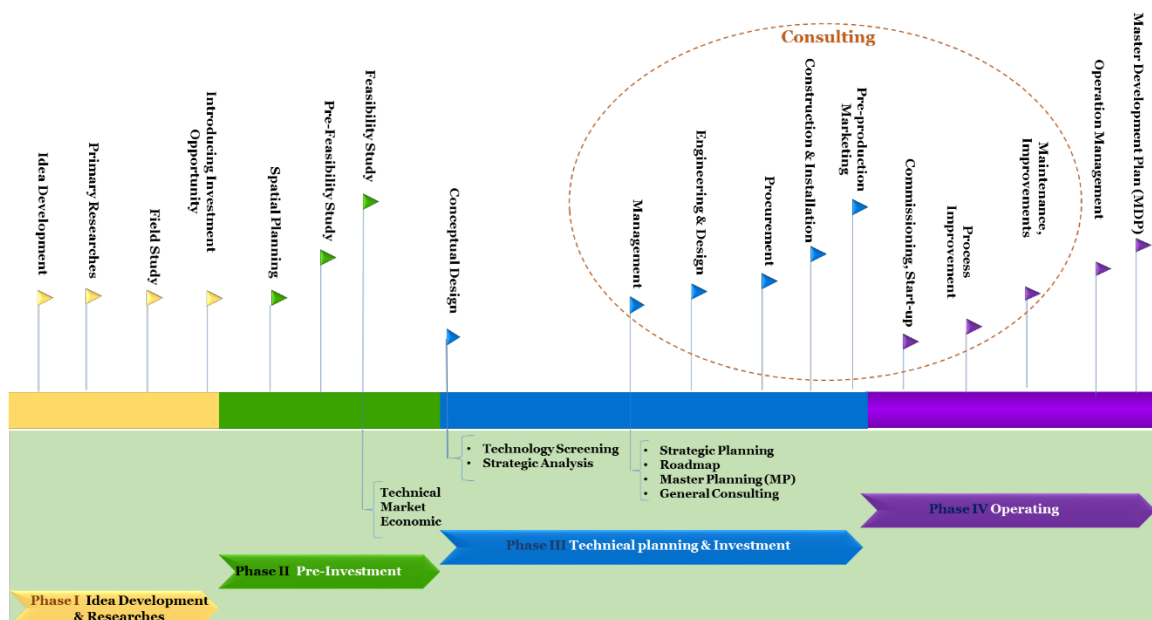 Consulting
Idea Development
Primary Researches
Field Study
Introducing Investment
Opportunity
Spatial Planning
Pre-Feasibility Study
Feasibility Study
Conceptual Design
Management
Engineering & Design
Procurement
Construction & Installation
Pre-production
Marketing
Commissioning, Start-up
Process
Improvement
Maintenance,
Improvements
Operation Management
Master Development Plan (MDP)
• Technology Screening
• Strategic Analysis
• Strategic Planning
• Roadmap
• Master Planning (MP)
• General Consulting
Technical
Market
Economic
Phase IV Operating
Phase III Technical planning & Investment
Phase II Pre-Investment
Phase I Idea Development
& Researches